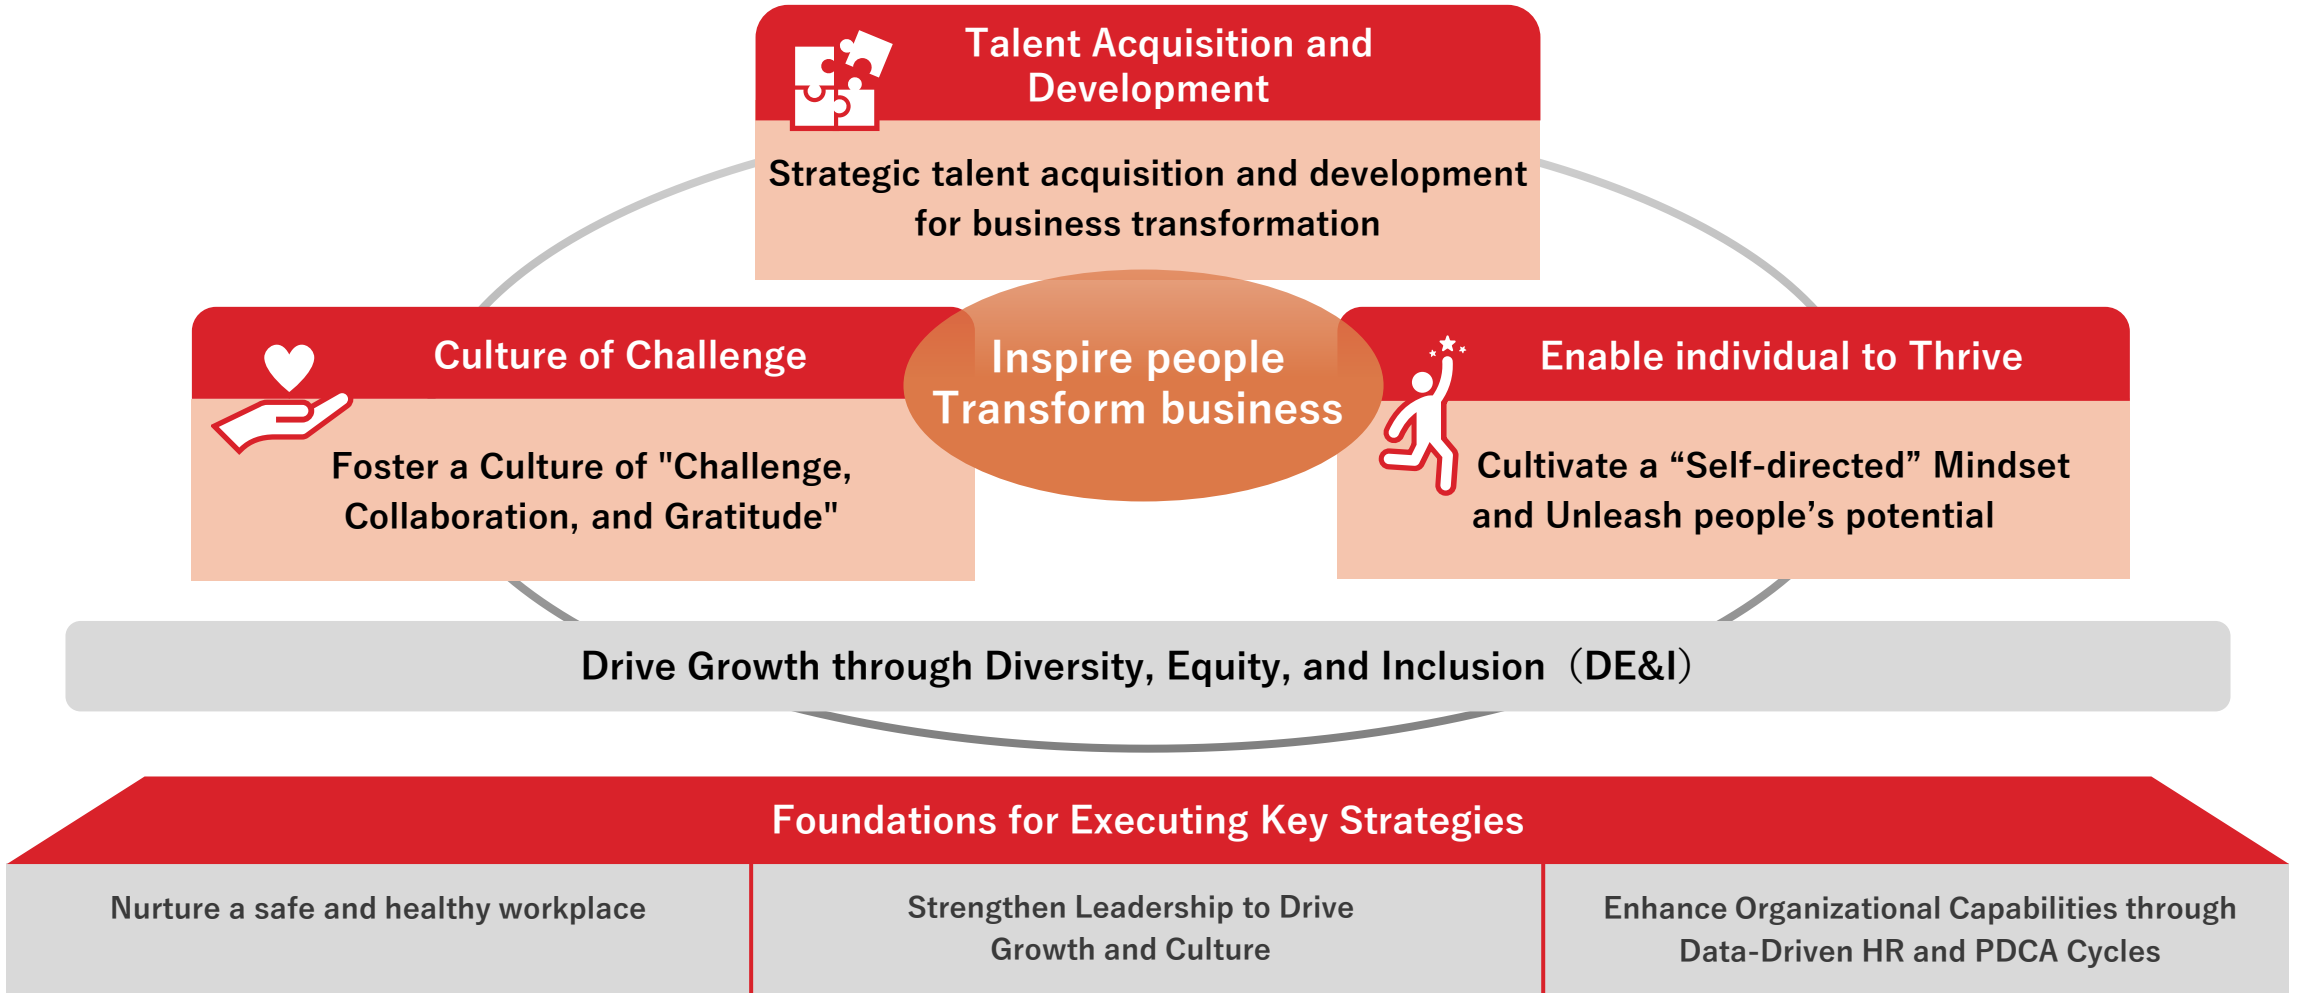 Talent Acquisition and
Development
Strategic talent acquisition and development
for business transformation
Culture of Challenge
Foster a Culture of "Challenge,
Collaboration, and Gratitude"
Inspire people
Transform business
Enable individual to Thrive
Cultivate a “Self-directed” Mindset
and Unleash people’s potential
Drive Growth through Diversity, Equity, and Inclusion（DE&I）
Foundations for Executing Key Strategies
Nurture a safe and healthy workplace
Strengthen Leadership to Drive
Growth and Culture
Enhance Organizational Capabilities through
Data-Driven HR and PDCA Cycles